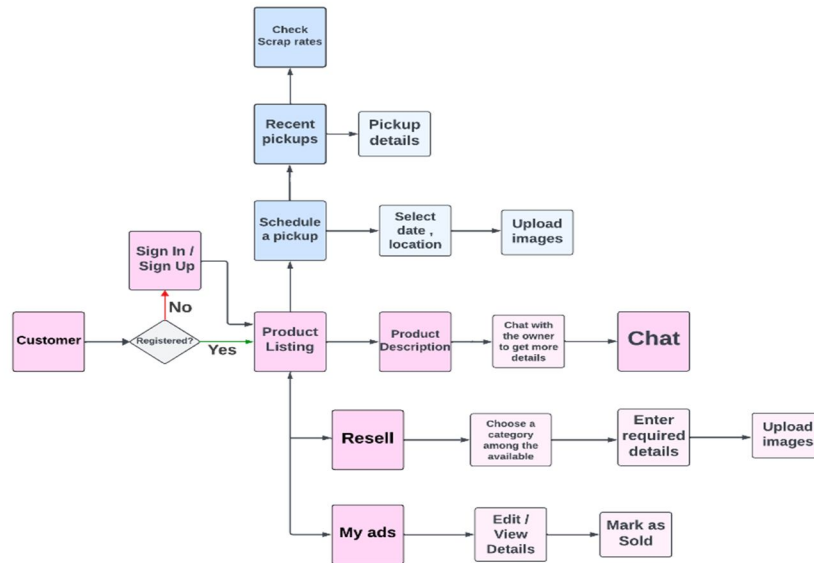 Check
Scrap rates
Recent
pickups
Pickup
details
Schedule
a pickup
Select
date ,
location
Upload
images
Sign In /
Sign Up
No
Customer
Registered?
Yes
Product
Listing
Product
Description
Chat with
the owner
to get more
details
Chat
Resell
Choose a
category
among the
available
Enter
required
details
Upload
images
My ads
Edit /
View
Details
Mark as
Sold